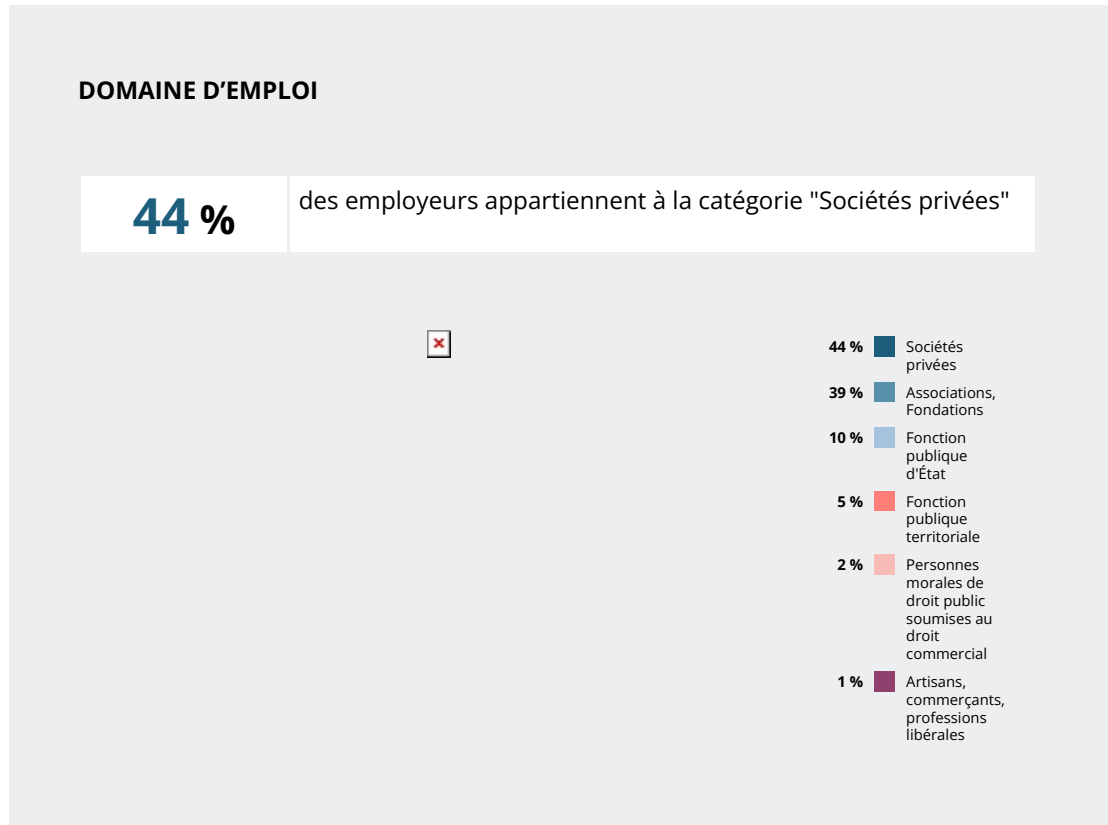 DOMAINE D’EMPLOI
44 %
des employeurs appartiennent à la catégorie "Sociétés privées"
44 % Sociétés
privées
39 % Associations,
Fondations
10 % Fonction
publique
d'État
5 % Fonction
publique
territoriale
2 % Personnes
morales de
droit public
soumises au
droit
commercial
1 % Artisans,
commerçants,
professions
libérales